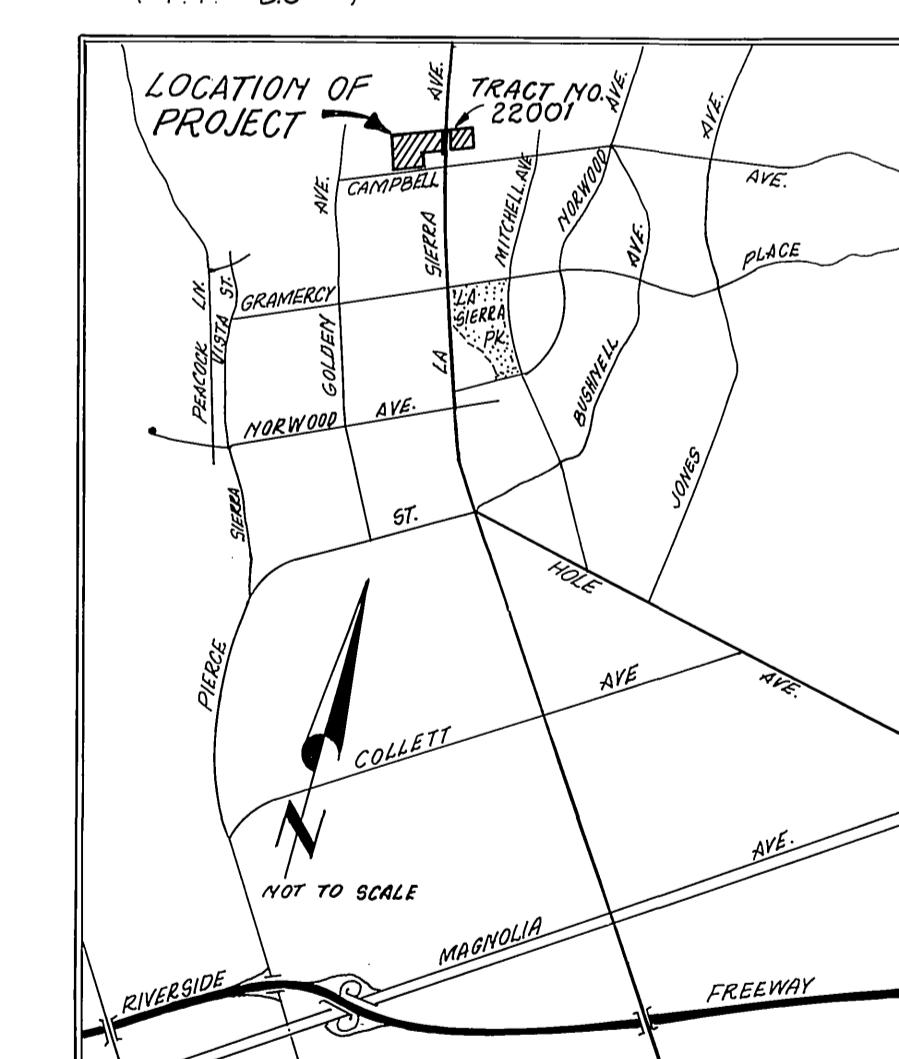 LOCATION OF
PROJECT
TRACT NO.
22001
AVE.
AVE.
AVE.
AVE.
CAMPBELL
AVE.
SIERRA
MITCHELL AVE.
NORWOOD
AVE.
PLACE
PEACOCK LN.
VISTA ST.
GRAMERCY
GOLDEN
LA
SIERRA
PK.
LA
BUSHNELL
NORWOOD AVE.
JONES
SIERRA
ST.
HOLE
AVE.
PIERCE
COLLETT
AVE
N
NOT TO SCALE
MAGNOLIA
AVE.
RIVERSIDE
FREEWAY